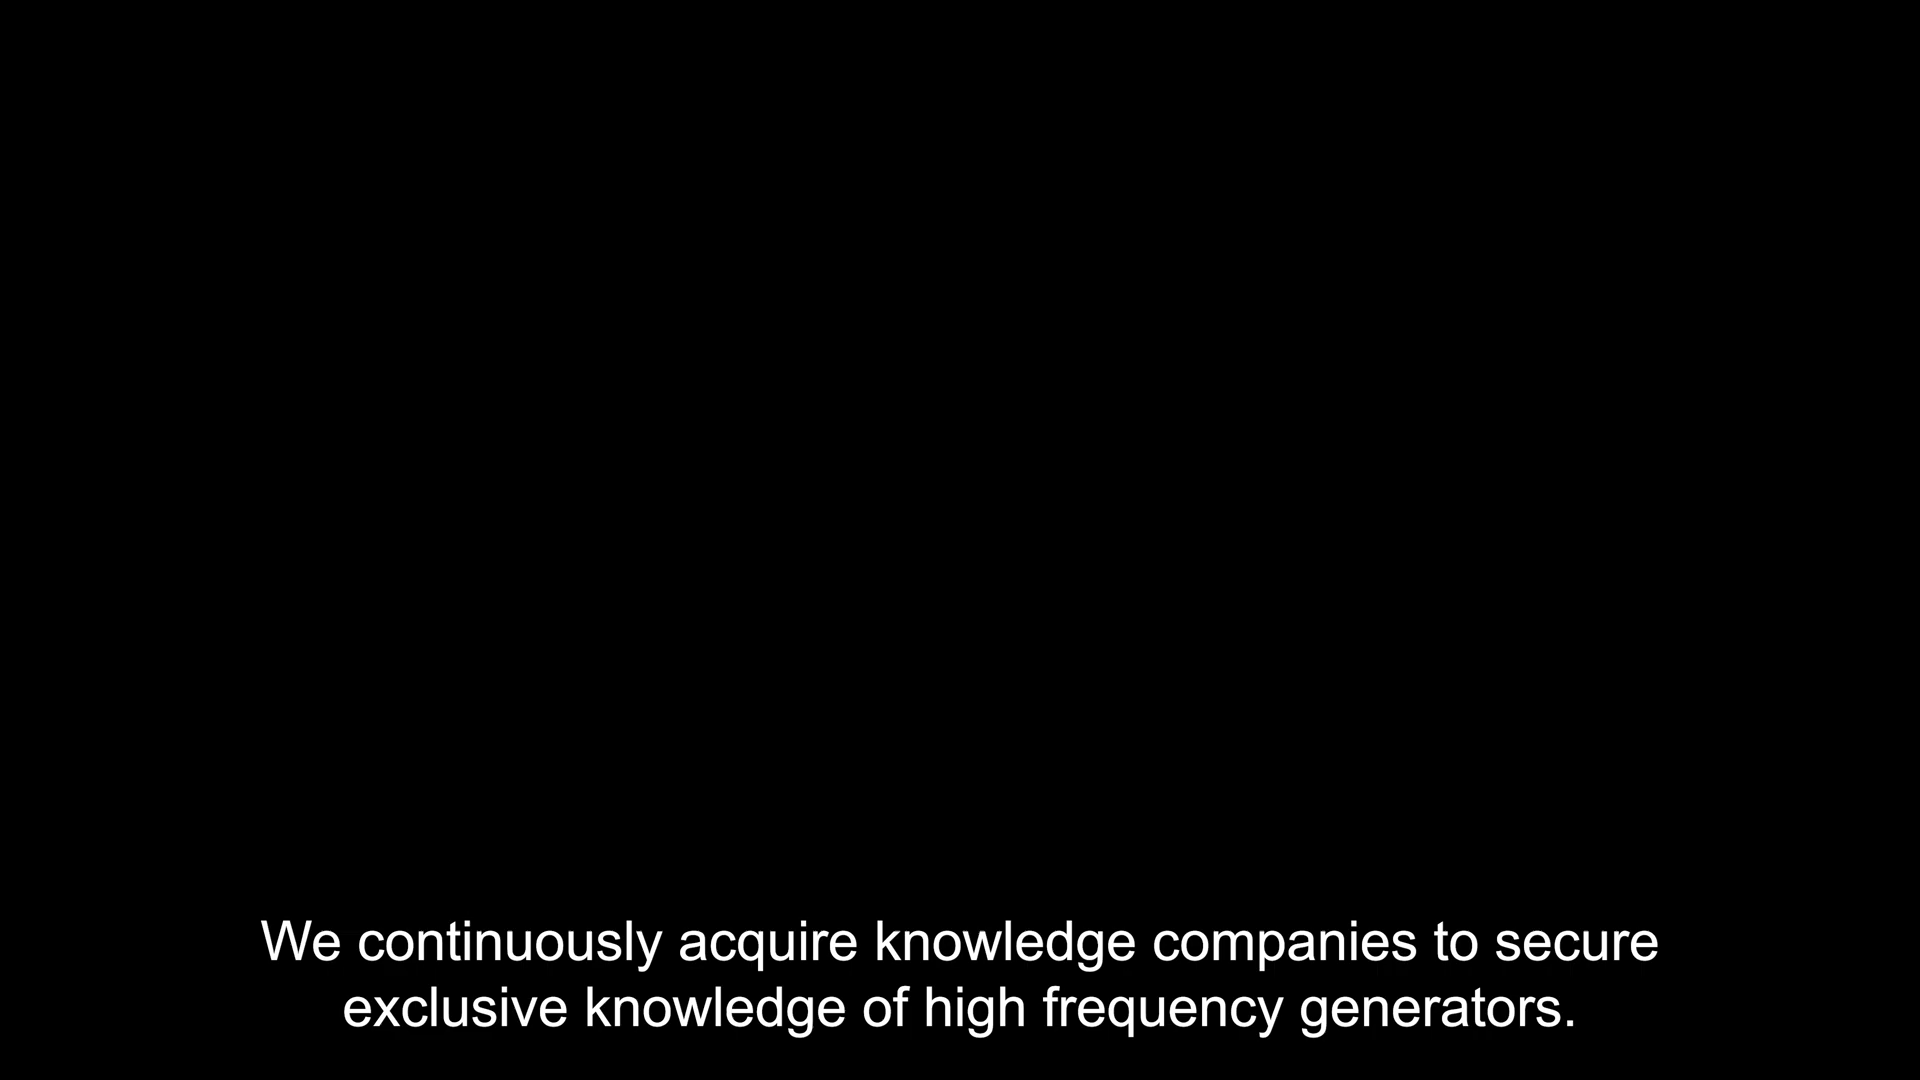 We continuously acquire knowledge companies to secure
exclusive knowledge of high frequency generators.